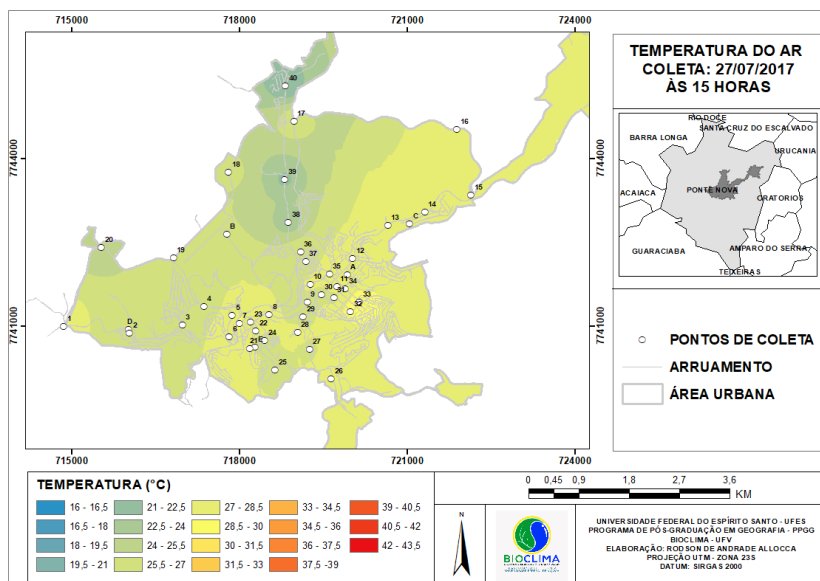 715000 718000 721000 724000
7744000
7741000
40
17
16
18
39
15
14
38
C
13
B
20
36
12
19
37
35
A
10
11
34
4
9
31
33
5
23
8
32
1
D
7
29
3
2
6
22
28
24
21
E
27
25
26
7744000
7741000
715000 718000 721000 724000
TEMPERATURA DO AR
COLETA: 27/07/2017
ÀS 15 HORAS
RIO DOCE
SANTA CRUZ DO ESCALVADO
BARRA LONGA
URUCANIA
ACAIACA
PONTE NOVA
ORATORIOS
GUARACIABA
AMPARO DO SERRA
TEIXEIRAS
PONTOS DE COLETA
ARRUAMENTO
ÁREA URBANA
TEMPERATURA (°C)
16 - 16,5
16,5 - 18
18 - 19,5
19,5 - 21
21 - 22,5
22,5 - 24
24 - 25,5
25,5 - 27
27 - 28,5
28,5 - 30
30 - 31,5
31,5 - 33
33 - 34,5
34,5 - 36
36 - 37,5
37,5 - 39
39 - 40,5
40,5 - 42
42 - 43,5
0 0,45 0,9 1,8 2,7 3,6
KM
N
BIOCLIMA
UNIVERSIDADE FEDERAL DO ESPÍRITO SANTO - UFES
PROGRAMA DE PÓS-GRADUAÇÃO EM GEOGRAFIA - PPGG
BIOCLIMA - UFV
ELABORAÇÃO: RODSON DE ANDRADE ALLOCCA
PROJEÇÃO UTM - ZONA 23S
DATUM: SIRGAS 2000